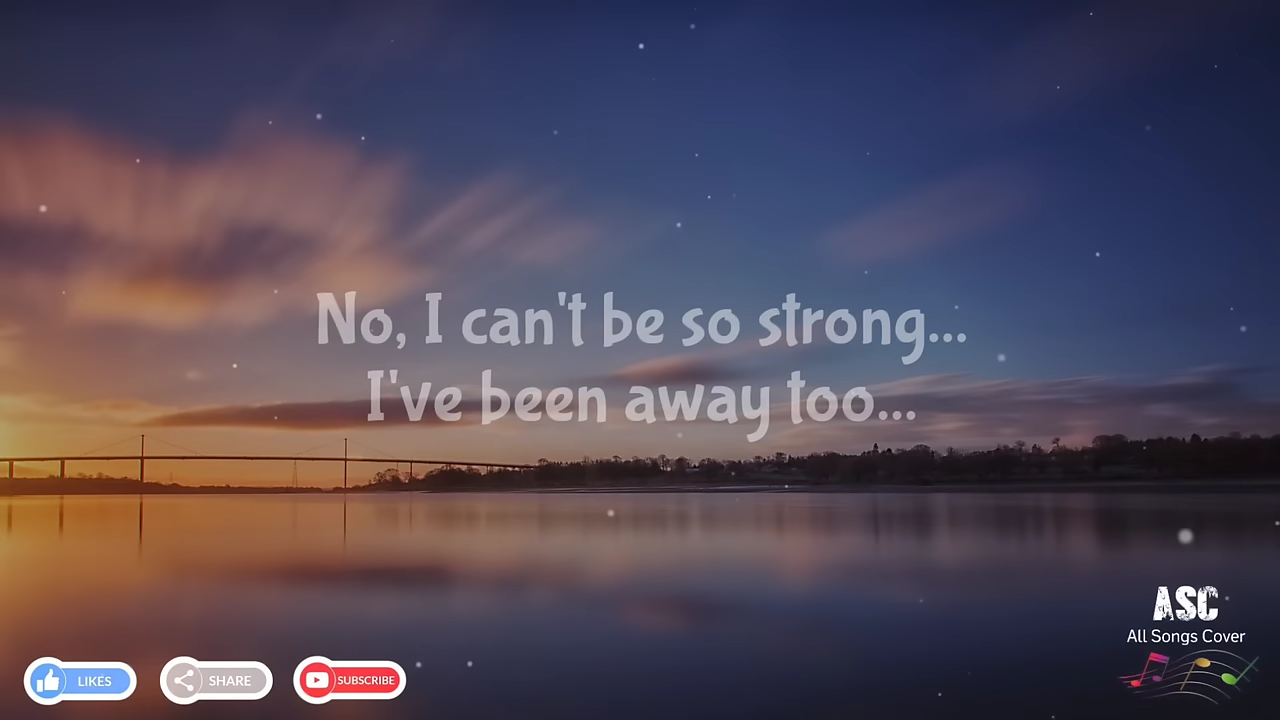 No, I can't be so strong...
I've been away too...
ASC
All Songs Cover
LIKES
SHARE
SUBSCRIBE